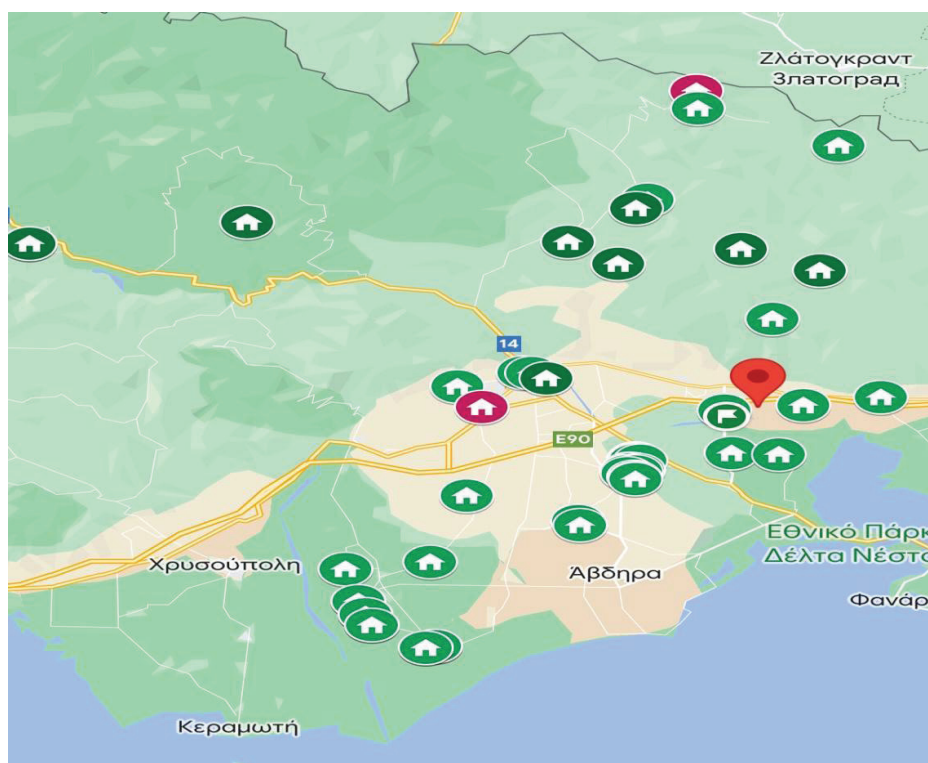 Ζλάτογκραντ
Златоград
14
E90
Εθνικό Πάρκ
Δέλτα Νέστο
Χρυσούπολη
Άβδηρα
Φανάρ
Κεραμωτή